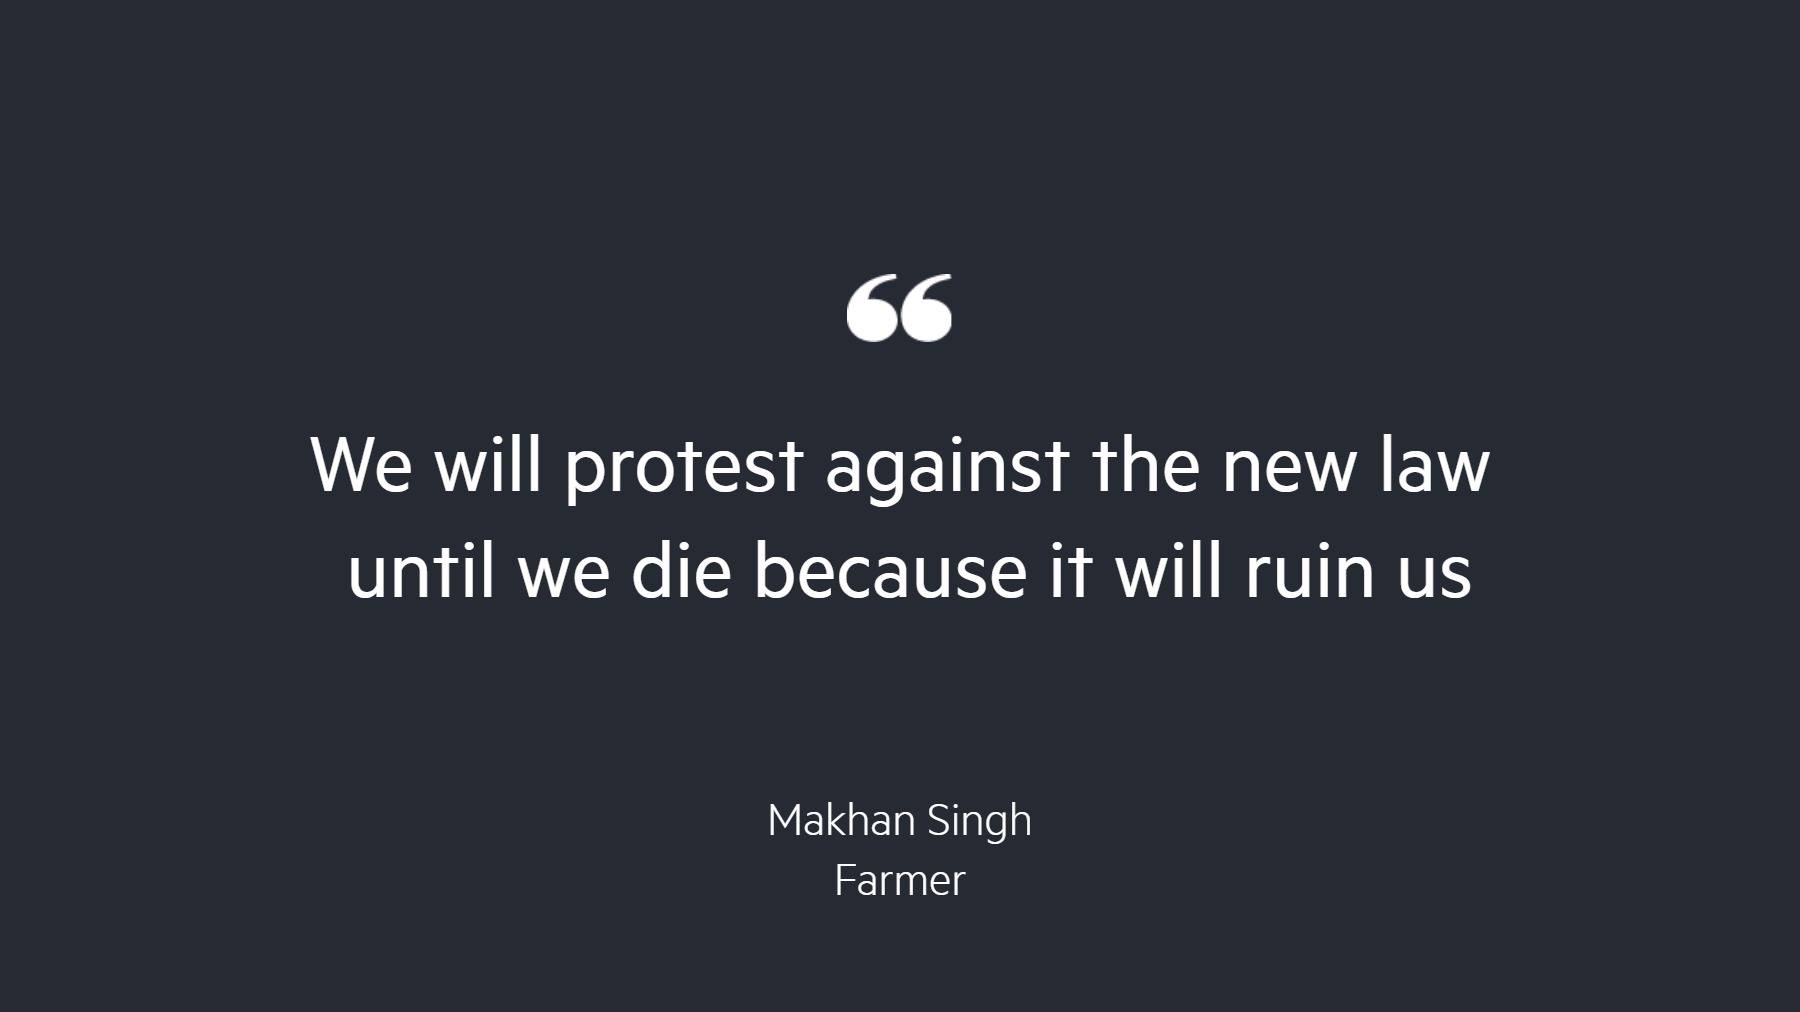 “
We will protest against the new law
until we die because it will ruin us
Makhan Singh
Farmer